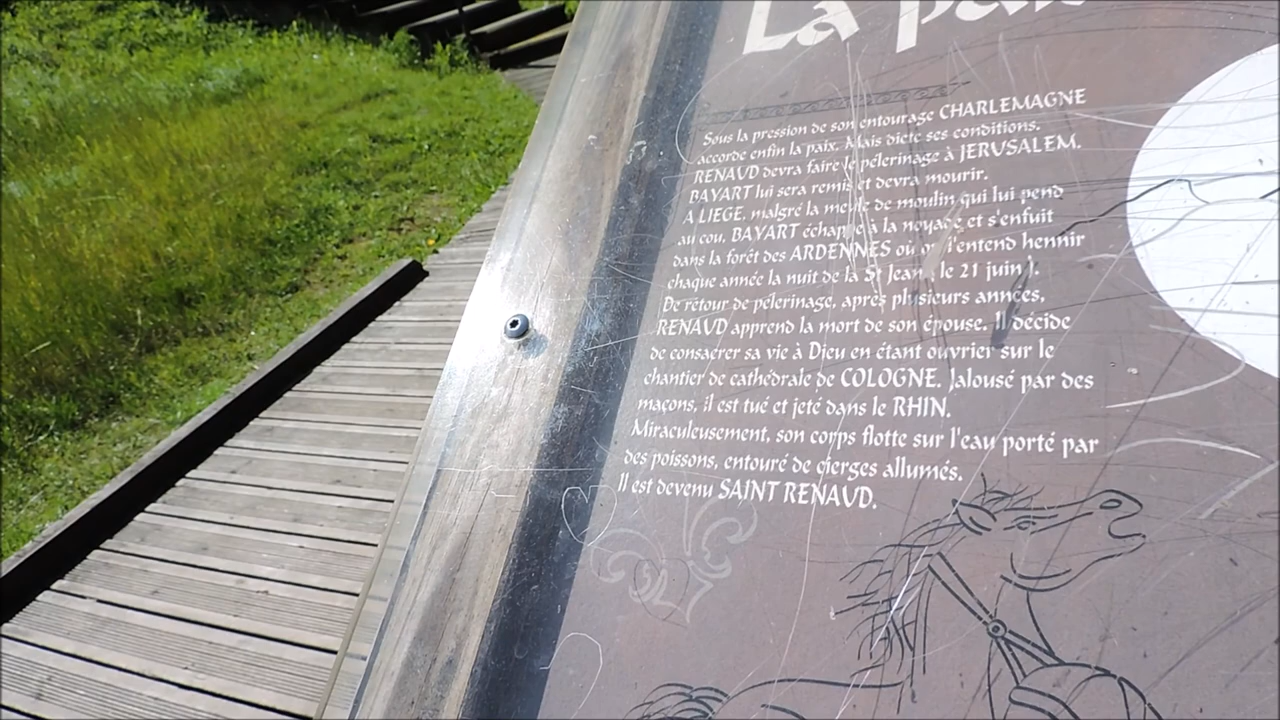 La paix
Sous la pression de son entourage CHARLEMAGNE
accorde enfin la paix. Mais dicte ses conditions.
RENAUD devra faire le pélerinage à JERUSALEM.
BAYART lui sera remis et devra mourir.
A LIEGE, malgré la meule de moulin qui lui pend
au cou, BAYART échappe à la noyade et s'enfuit
dans la forêt des ARDENNES où on l'entend hennir
chaque année la nuit de la St Jean, le 21 juin ).
De retour de pélerinage, après plusieurs années,
RENAUD apprend la mort de son épouse. Il décide
de consacrer sa vie à Dieu en étant ouvrier sur le
chantier de cathédrale de COLOGNE. Jalousé par des
maçons, il est tué et jeté dans le RHIN.
Miraculeusement, son corps flotte sur l'eau porté par
des poissons, entouré de cierges allumés.
Il est devenu SAINT RENAUD.